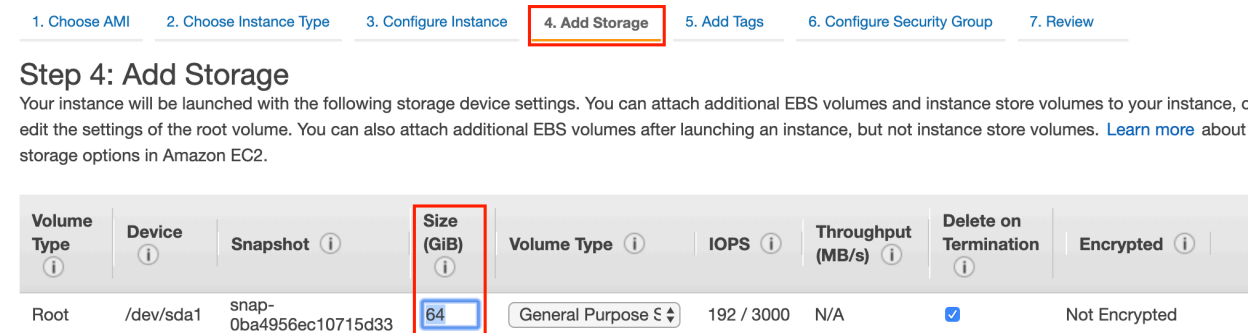 1. Choose AMI 2. Choose Instance Type 3. Configure Instance 4. Add Storage 5. Add Tags 6. Configure Security Group 7. Review
Step 4: Add Storage
Your instance will be launched with the following storage device settings. You can attach additional EBS volumes and instance store volumes to your instance,
edit the settings of the root volume. You can also attach additional EBS volumes after launching an instance, but not instance store volumes. Learn more about
storage options in Amazon EC2.
Volume Type Device Snapshot Size (GiB) Volume Type IOPS Throughput (MB/s) Delete on Termination Encrypted
Root /dev/sda1 snap-0ba4956ec10715d33 64 General Purpose S 192 / 3000 N/A Not Encrypted